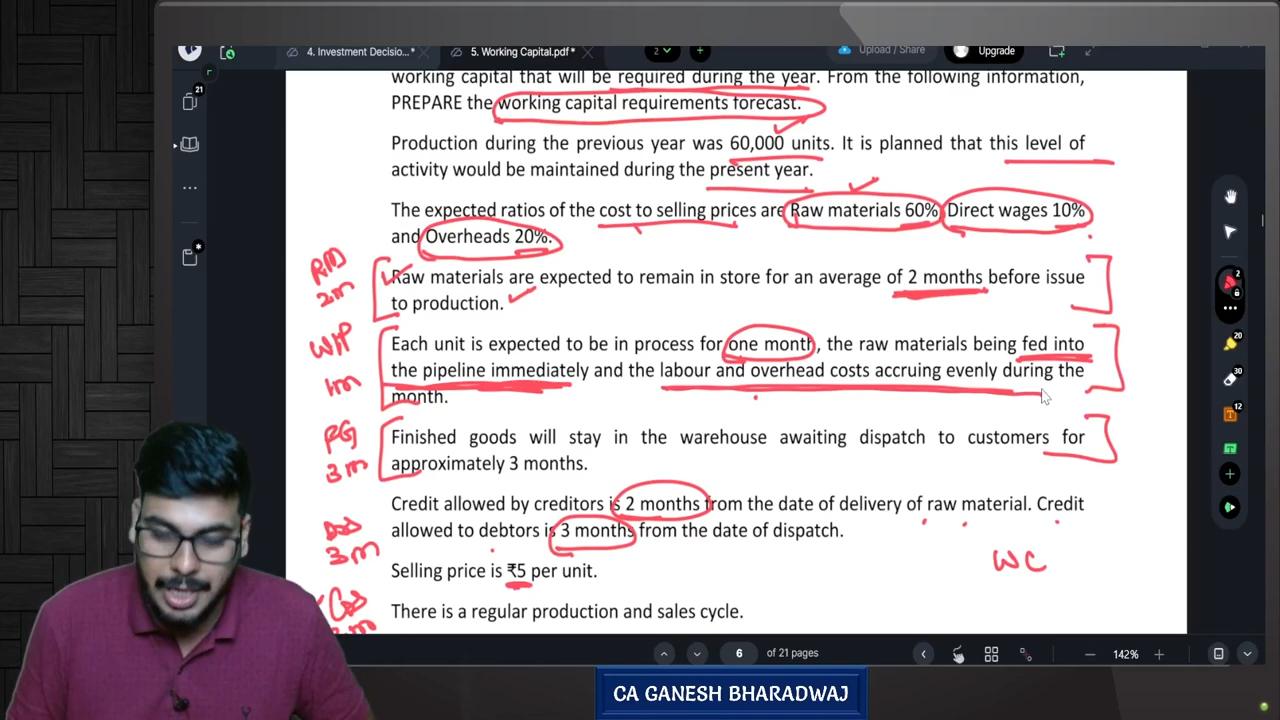 4. Investment Decisio...*
5. Working Capital.pdf*
2
Upload / Share
Upgrade
21
working capital that will be required during the year. From the following information,
PREPARE the working capital requirements forecast.
Production during the previous year was 60,000 units. It is planned that this level of
activity would be maintained during the present year.
The expected ratios of the cost to selling prices are Raw materials 60% Direct wages 10%
and Overheads 20%.
RM
2m
Raw materials are expected to remain in store for an average of 2 months before issue
to production.
WIP
1m
Each unit is expected to be in process for one month, the raw materials being fed into
the pipeline immediately and the labour and overhead costs accruing evenly during the
month.
FG
3m
Finished goods will stay in the warehouse awaiting dispatch to customers for
approximately 3 months.
Credit allowed by creditors is 2 months from the date of delivery of raw material. Credit
allowed to debtors is 3 months from the date of dispatch.
3m
WC
Selling price is ₹5 per unit.
There is a regular production and sales cycle.
2
20
30
12
6 of 21 pages
142%
CA GANESH BHARADWAJ